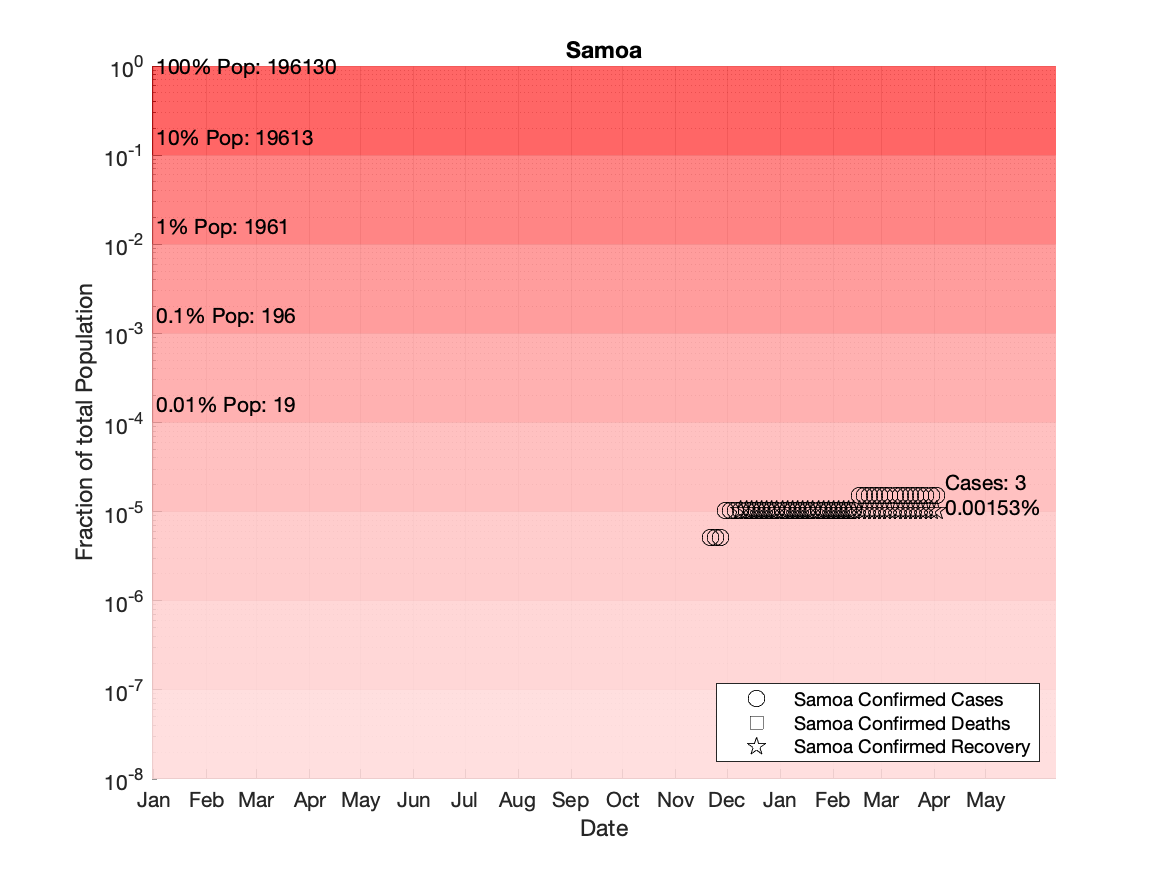 Samoa
10^0
100% Pop: 196130
10% Pop: 19613
10^-1
1% Pop: 1961
10^-2
0.1% Pop: 196
10^-3
0.01% Pop: 19
10^-4
Cases: 3
0.00153%
10^-5
10^-6
10^-7
10^-8
Fraction of total Population
Samoa Confirmed Cases
Samoa Confirmed Deaths
Samoa Confirmed Recovery
Jan Feb Mar Apr May Jun Jul Aug Sep Oct Nov Dec Jan Feb Mar Apr May
Date